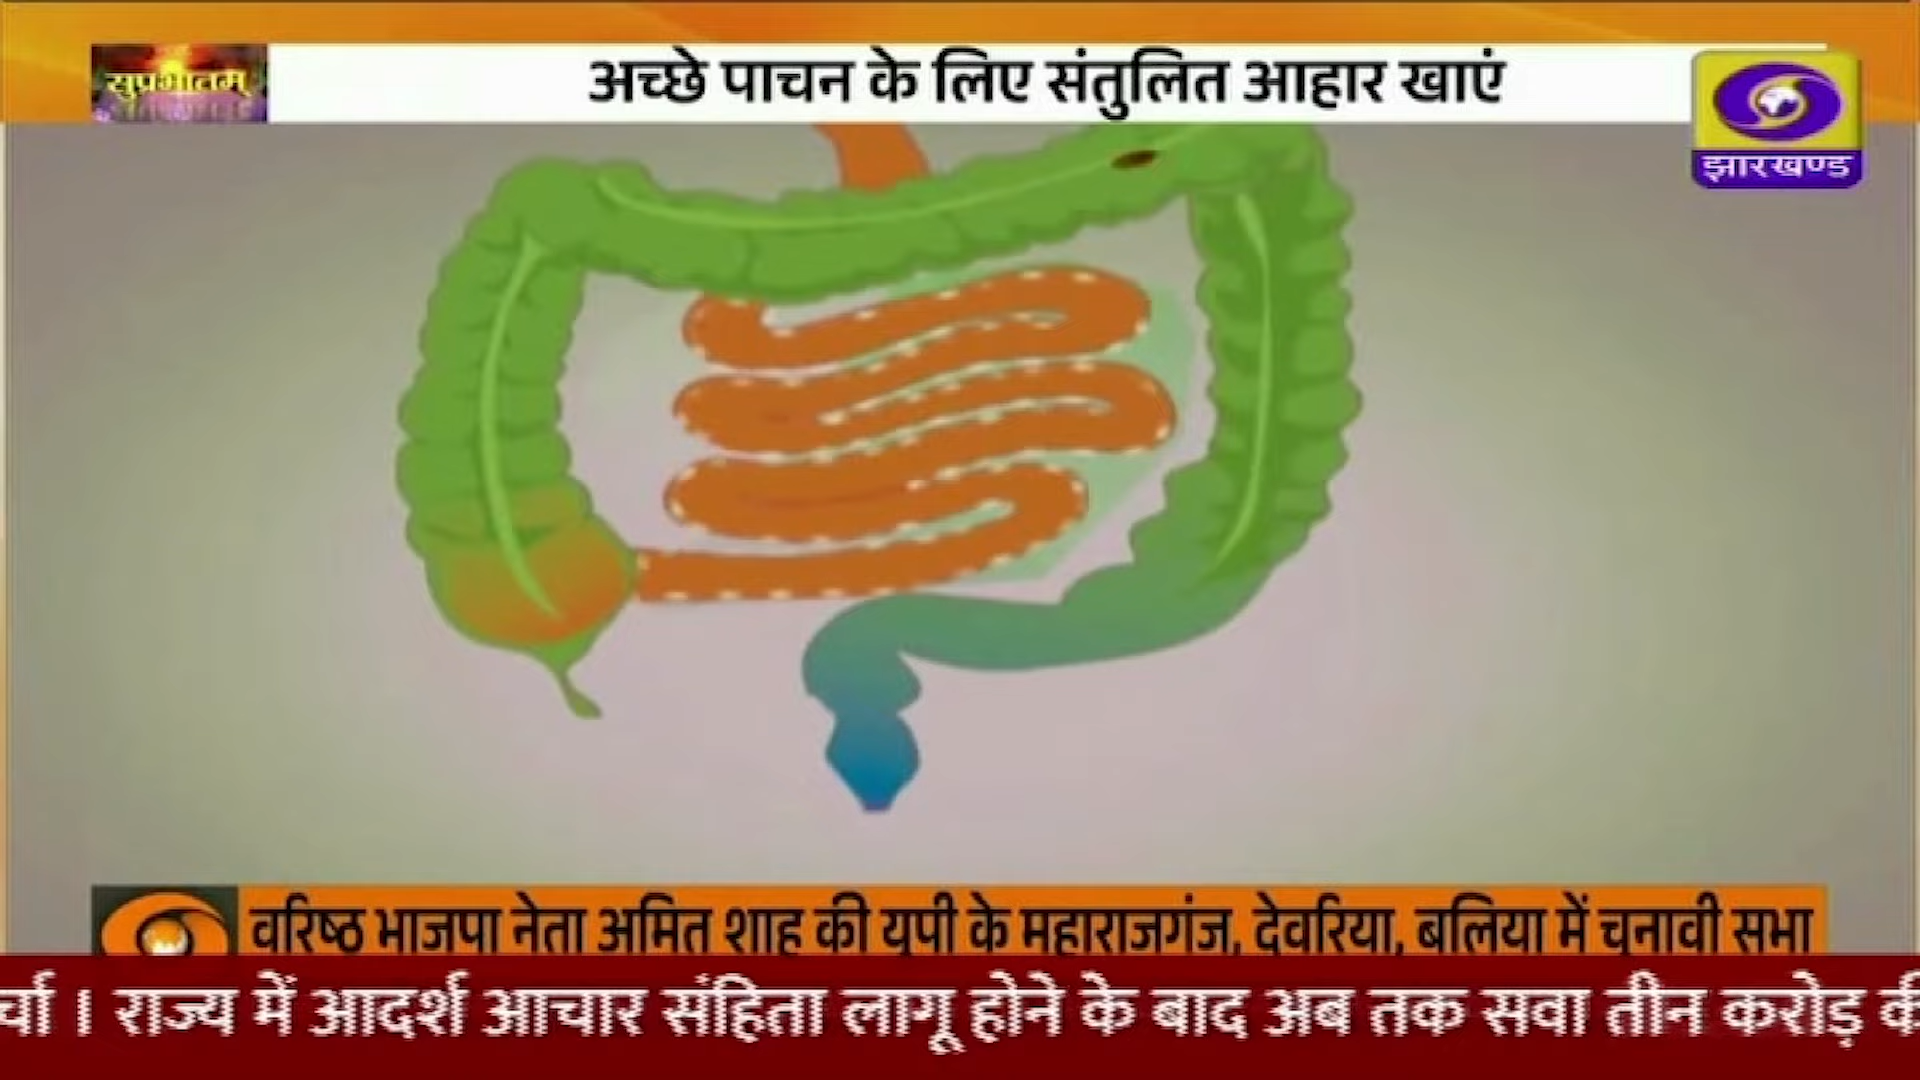 सुप्रभातम्
अच्छे पाचन के लिए संतुलित आहार खाएं
झारखण्ड
वरिष्ठ भाजपा नेता अमित शाह की यूपी के महाराजगंज, देवरिया, बलिया में चुनावी सभा
र्चा । राज्य में आदर्श आचार संहिता लागू होने के बाद अब तक सवा तीन करोड़ की